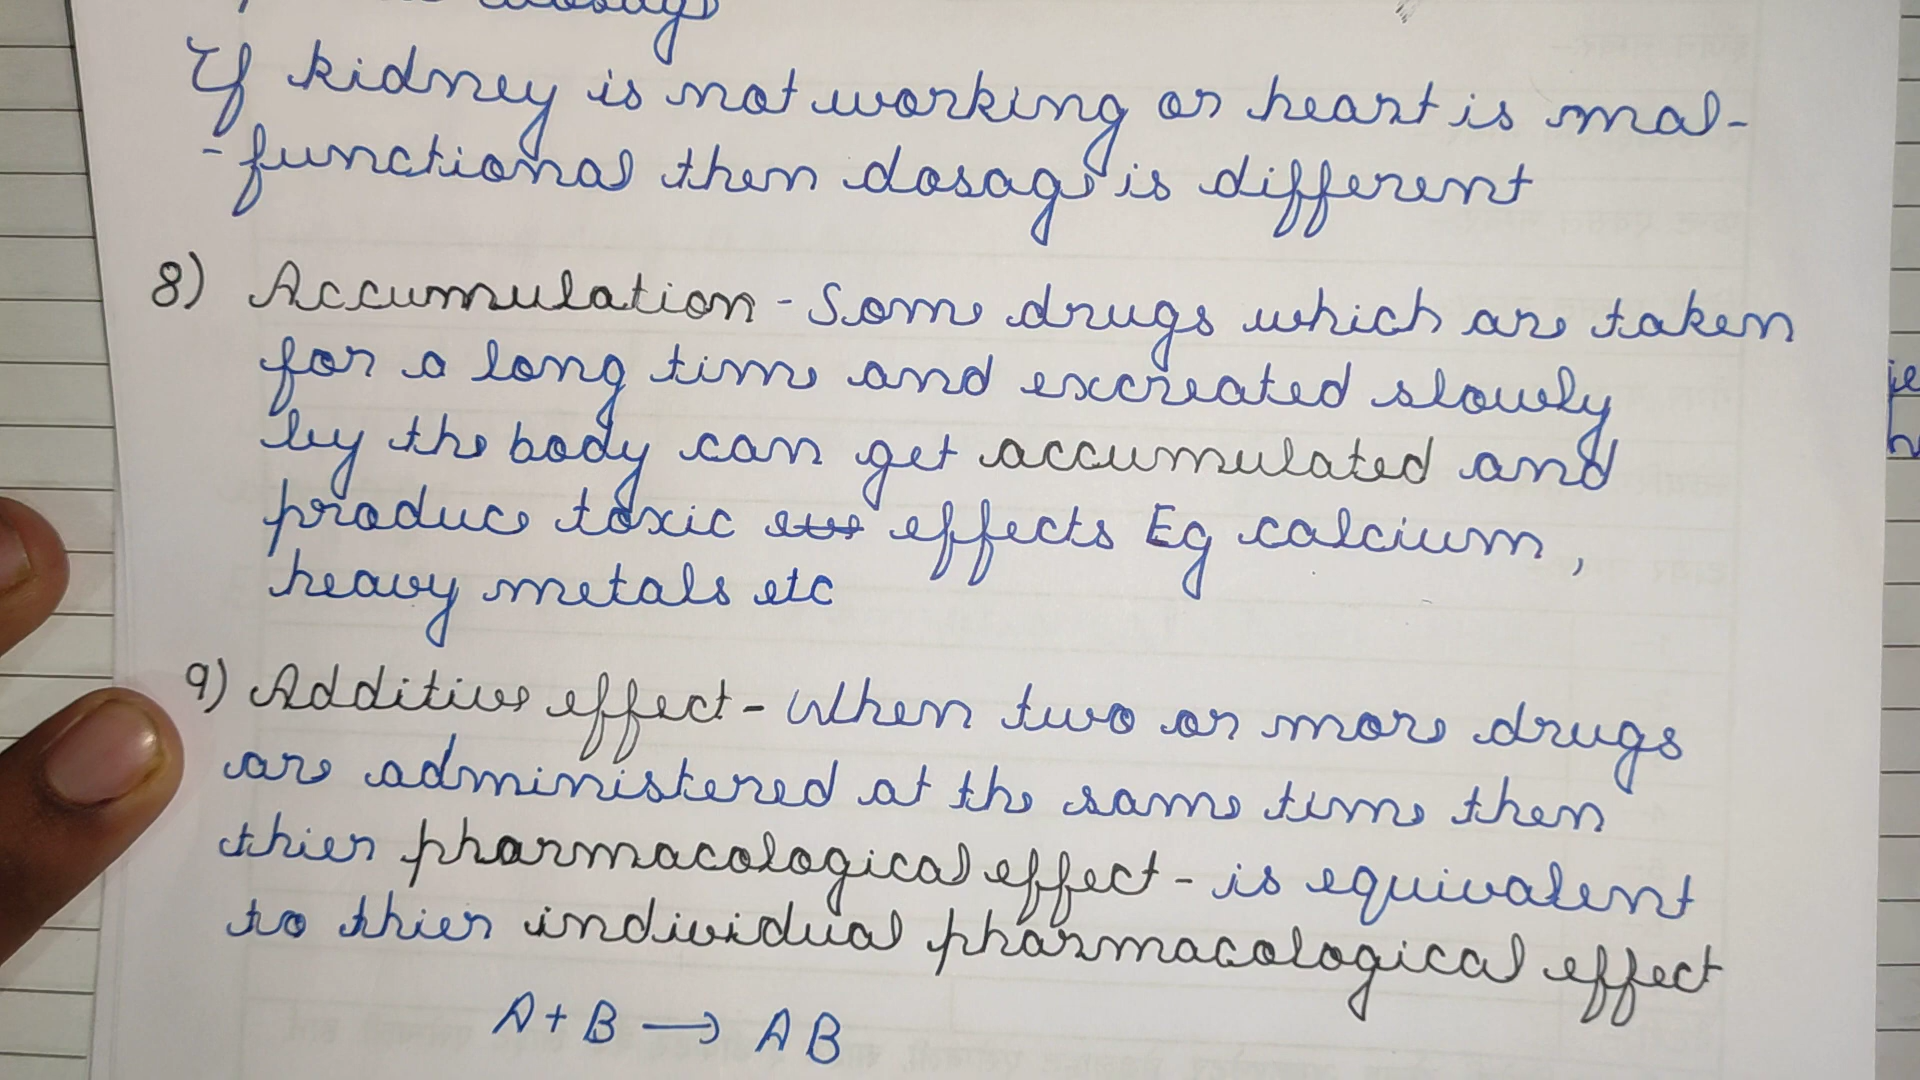 dosage
If kidney is not working or heart is mal-
-functional then dosage is different
8) Accumulation - Some drugs which are taken
for a long time and excreated slowly
by the body can get accumulated and
produce toxic effects Eg calcium,
heavy metals etc
9) Additive effect - When two or more drugs
are administered at the same time then
thier pharmacological effect - is equivalent
to thier individual pharmacological effect
A + B → AB